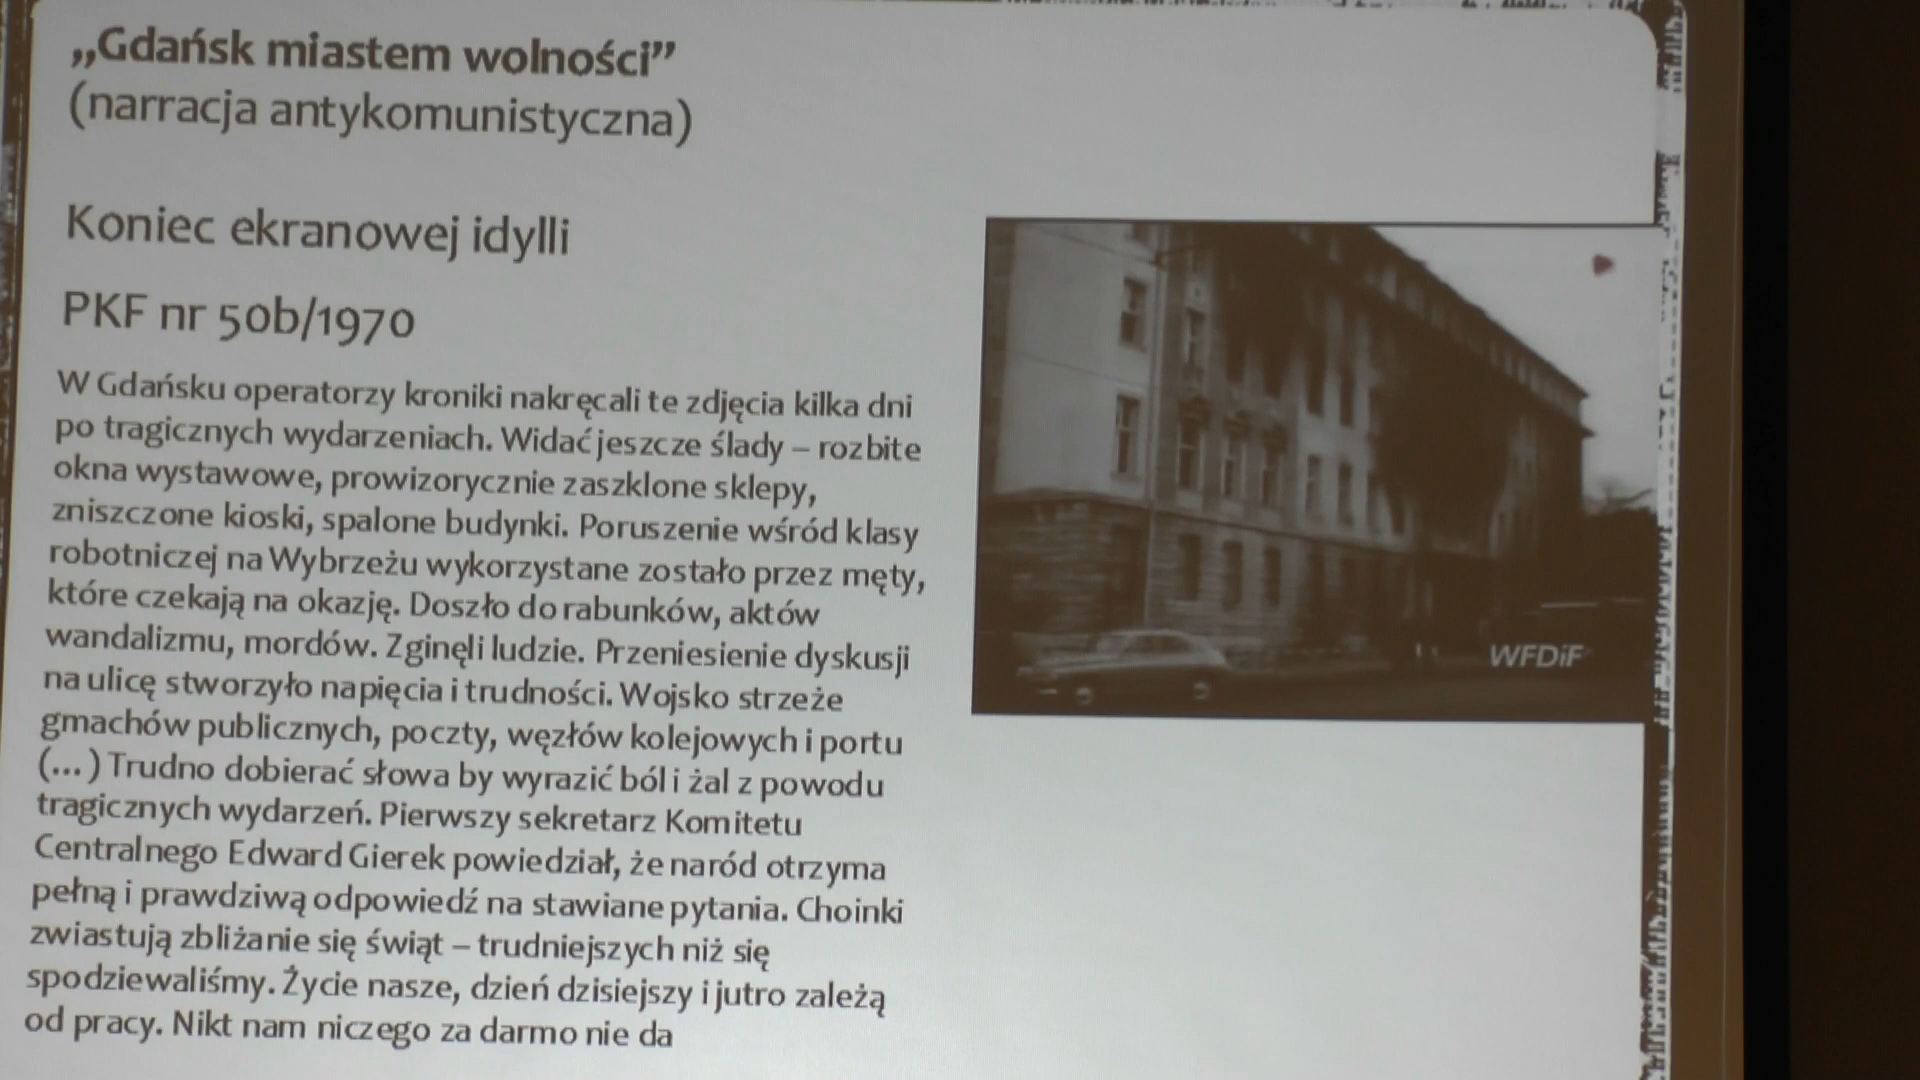 „Gdańsk miastem wolności”
(narracja antykomunistyczna)
Koniec ekranowej idylli
PKF nr 50b/1970
W Gdańsku operatorzy kroniki nakręcali te zdjęcia kilka dni
po tragicznych wydarzeniach. Widać jeszcze ślady – rozbite
okna wystawowe, prowizorycznie zaszklone sklepy,
zniszczone kioski, spalone budynki. Poruszenie wśród klasy
robotniczej na Wybrzeżu wykorzystane zostało przez męty,
które czekają na okazję. Doszło do rabunków, aktów
wandalizmu, mordów. Zginęli ludzie. Przeniesienie dyskusji
na ulicę stworzyło napięcia i trudności. Wojsko strzeże
gmachów publicznych, poczty, węzłów kolejowych i portu
(...) Trudno dobierać słowa by wyrazić ból i żal z powodu
tragicznych wydarzeń. Pierwszy sekretarz Komitetu
Centralnego Edward Gierek powiedział, że naród otrzyma
pełną i prawdziwą odpowiedź na stawiane pytania. Choinki
zwiastują zbliżanie się świąt – trudniejszych niż się
spodziewaliśmy. Życie nasze, dzień dzisiejszy i jutro zależą
od pracy. Nikt nam niczego za darmo nie da
WFDiF